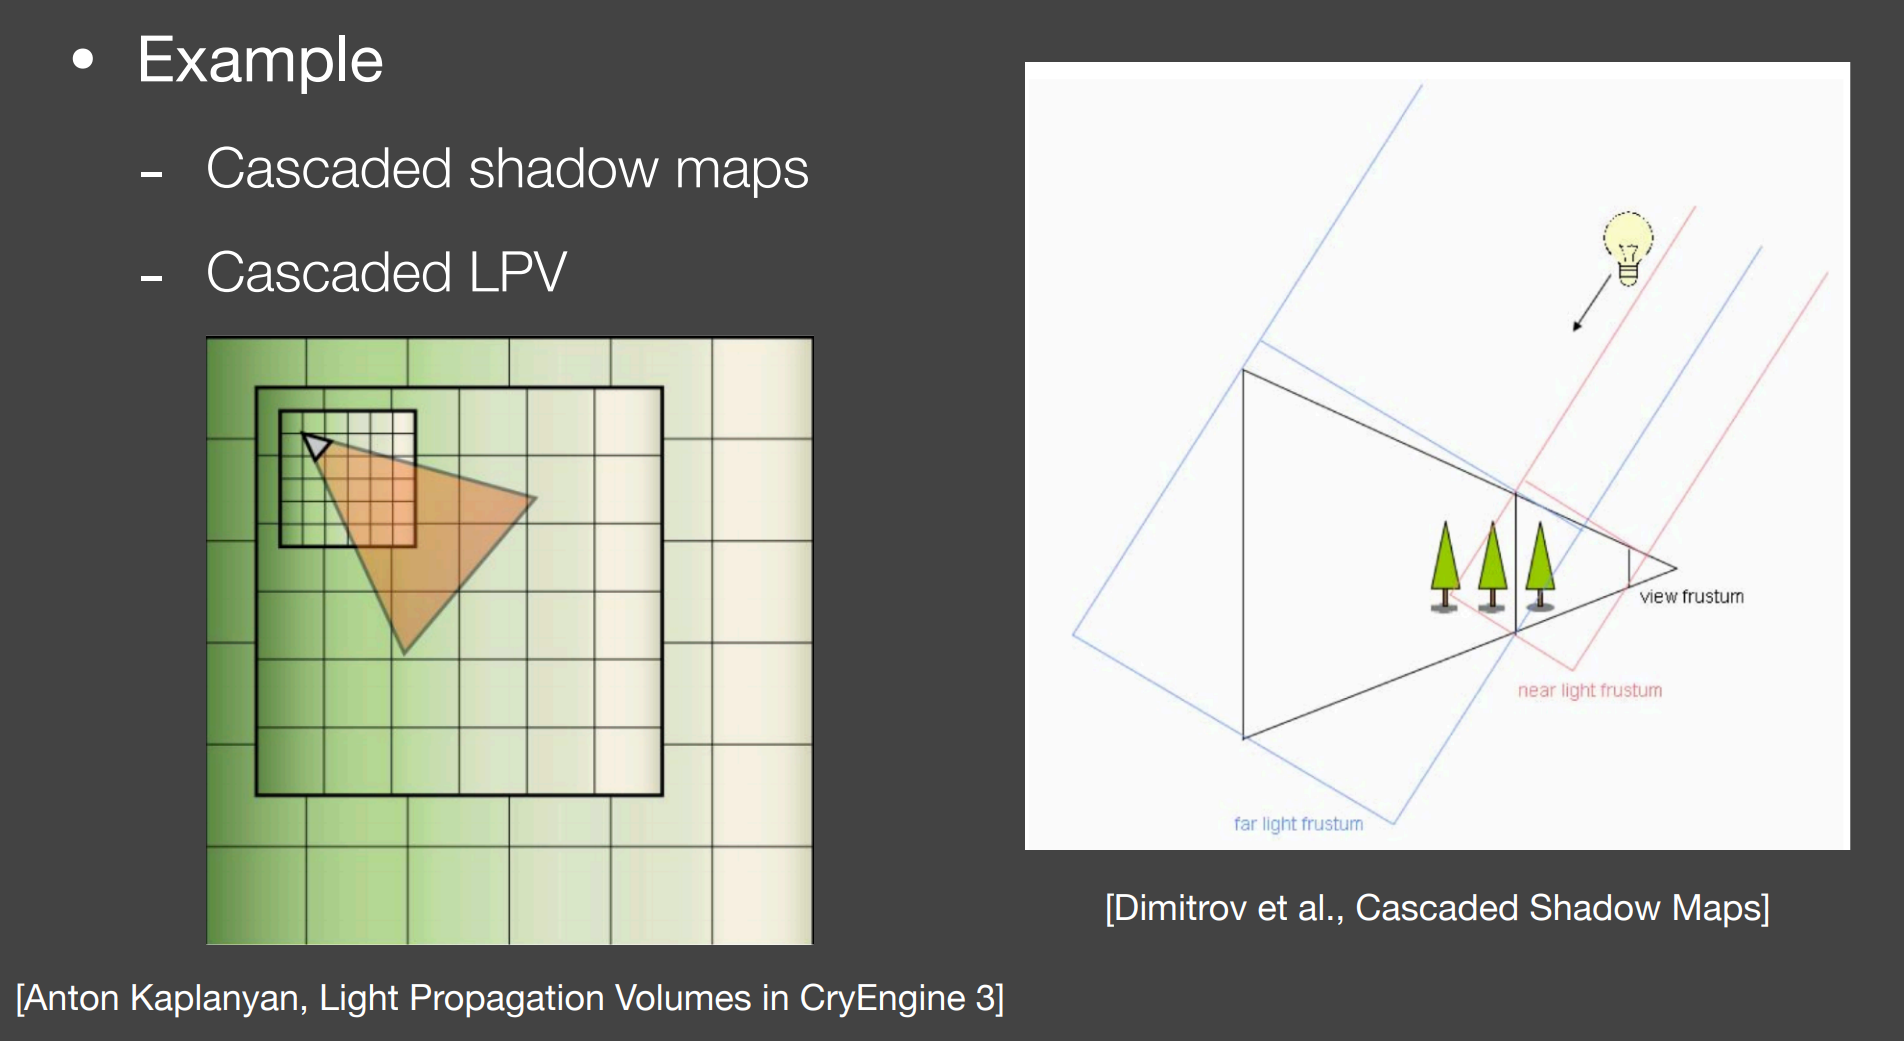 • Example
- Cascaded shadow maps
- Cascaded LPV
view frustum
near light frustum
far light frustum
[Dimitrov et al., Cascaded Shadow Maps]
[Anton Kaplanyan, Light Propagation Volumes in CryEngine 3]